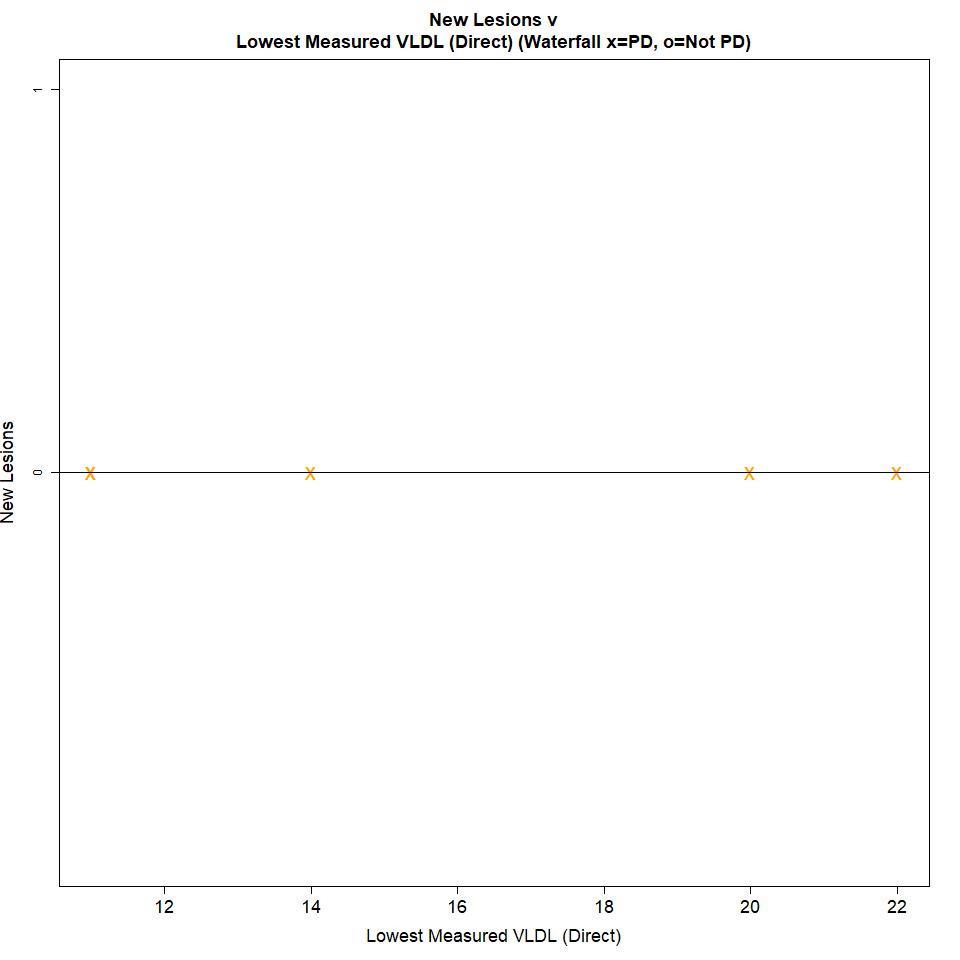 New Lesions v
Lowest Measured VLDL (Direct) (Waterfall x=PD, o=Not PD)
1
New Lesions
0
x x x x
12 14 16 18 20 22
Lowest Measured VLDL (Direct)